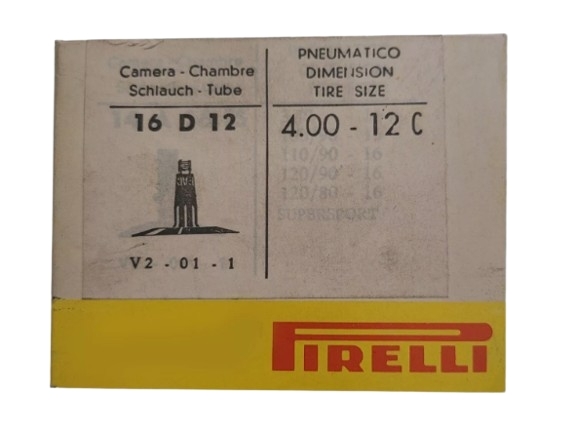 Camera - Chambre
Schlauch - Tube
16 D 12
V2 - 01 - 1
PNEUMATICO
DIMENSION
TIRE SIZE
4.00 - 12 C
110/90 - 16
120/90 - 16
120/80 - 16
SUPERSPORT
PIRELLI